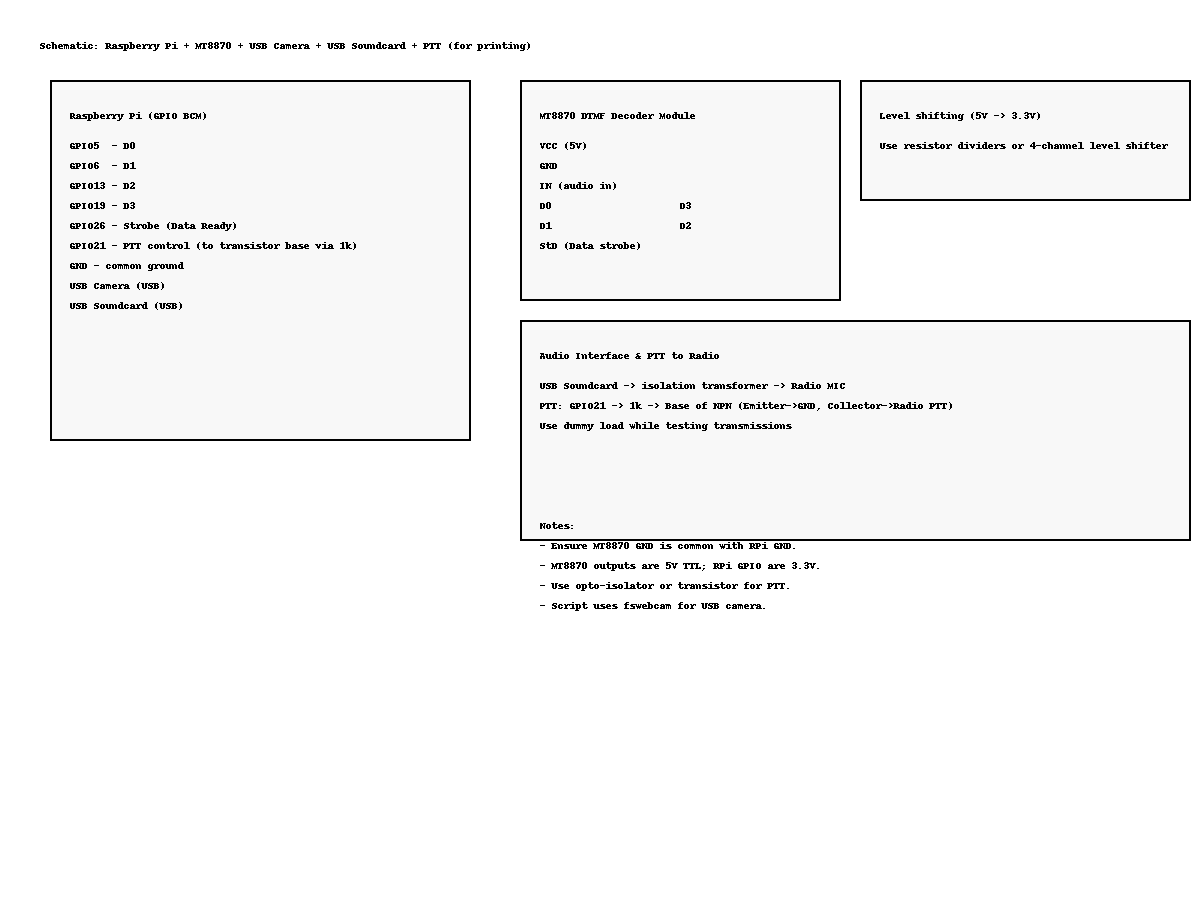 Schematic: Raspberry Pi + MT8870 + USB Camera + USB Soundcard + PTT (for printing)
Raspberry Pi (GPIO BCM)
GPIO5  - D0
GPIO6  - D1
GPIO13 - D2
GPIO19 - D3
GPIO26 - Strobe (Data Ready)
GPIO21 - PTT control (to transistor base via 1k)
GND - common ground
USB Camera (USB)
USB Soundcard (USB)
MT8870 DTMF Decoder Module
VCC (5V)
GND
IN (audio in)
D0 D3
D1 D2
StD (Data strobe)
Level shifting (5V -> 3.3V)
Use resistor dividers or 4-channel level shifter
Audio Interface & PTT to Radio
USB Soundcard -> isolation transformer -> Radio MIC
PTT: GPIO21 -> 1k -> Base of NPN (Emitter->GND, Collector->Radio PTT)
Use dummy load while testing transmissions
Notes:
- Ensure MT8870 GND is common with RPi GND.
- MT8870 outputs are 5V TTL; RPi GPIO are 3.3V.
- Use opto-isolator or transistor for PTT.
- Script uses fswebcam for USB camera.